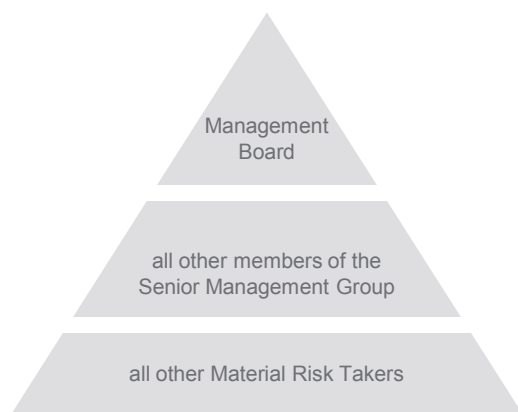 Management
Board
all other members of the
Senior Management Group
all other Material Risk Takers